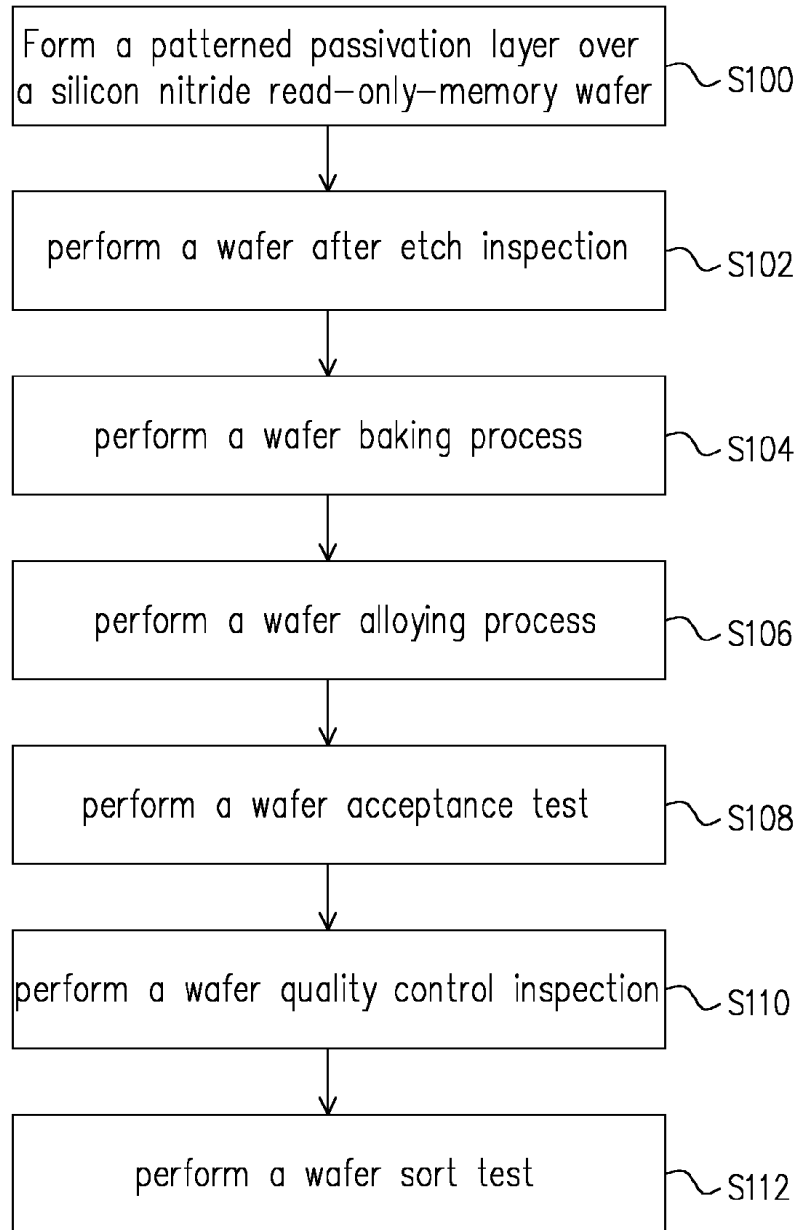 Form a patterned passivation layer over
a silicon nitride read-only-memory wafer
S100
perform a wafer after etch inspection
S102
perform a wafer baking process
S104
perform a wafer alloying process
S106
perform a wafer acceptance test
S108
perform a wafer quality control inspection
S110
perform a wafer sort test
S112